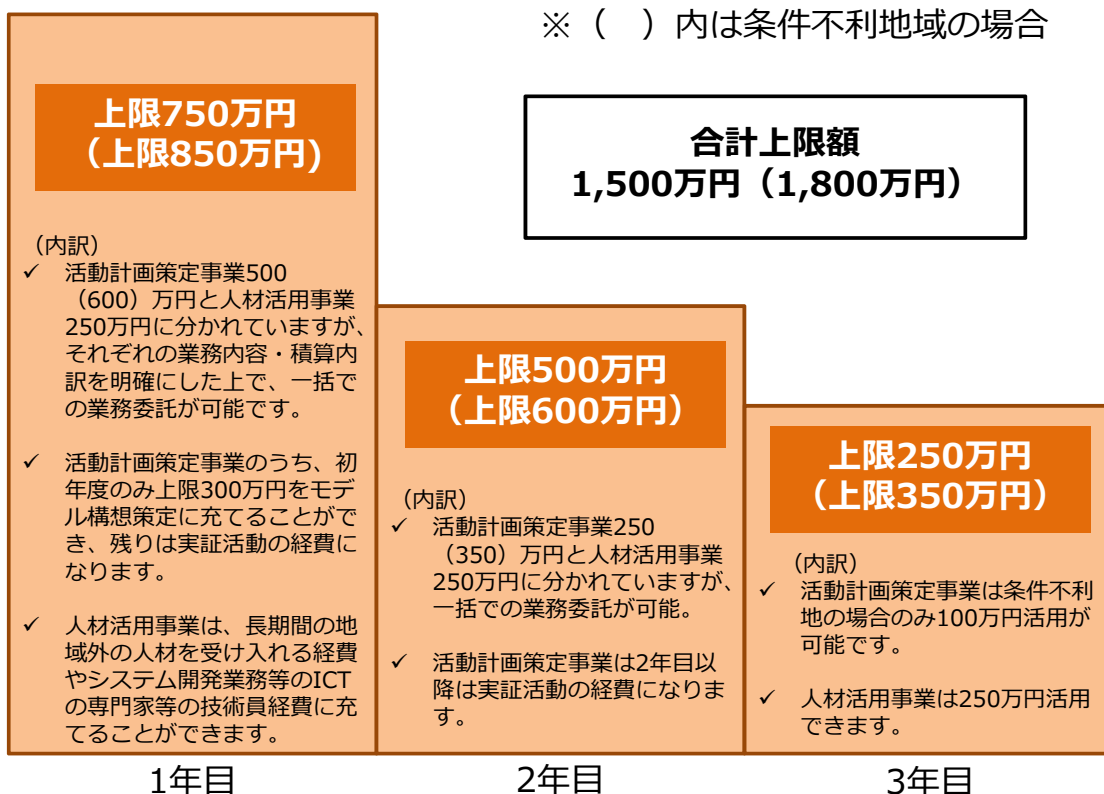 ※（　）内は条件不利地域の場合
合計上限額
1,500万円（1,800万円）
上限750万円
（上限850万円)
（内訳）
✓ 活動計画策定事業500
（600）万円と人材活用事業
250万円に分かれていますが、
それぞれの業務内容・積算内
訳を明確にした上で、一括で
の業務委託が可能です。
✓ 活動計画策定事業のうち、初
年度のみ上限300万円をモデ
ル構想策定に充てることがで
き、残りは実証活動の経費に
なります。
✓ 人材活用事業は、長期間の地
域外の人材を受け入れる経費
やシステム開発業務等のICT
の専門家等の技術員経費に充
てることができます。
1年目
上限500万円
（上限600万円）
（内訳）
✓ 活動計画策定事業250
（350）万円と人材活用事業
250万円に分かれていますが、
一括での業務委託が可能。
✓ 活動計画策定事業は2年目以
降は実証活動の経費になりま
す。
2年目
上限250万円
（上限350万円）
（内訳）
✓ 活動計画策定事業は条件不利
地の場合のみ100万円活用が
可能です。
✓ 人材活用事業は250万円活用
できます。
3年目